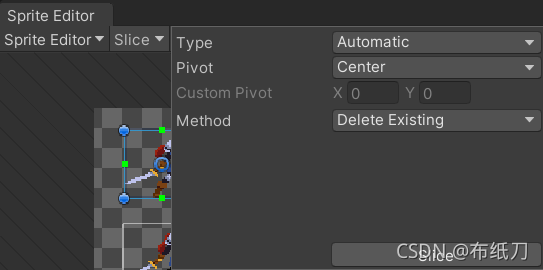 Sprite Editor
Sprite Editor Slice
Type Automatic
Pivot Center
Custom Pivot X 0 Y 0
Method Delete Existing
Slice
CSDN @布纸刀